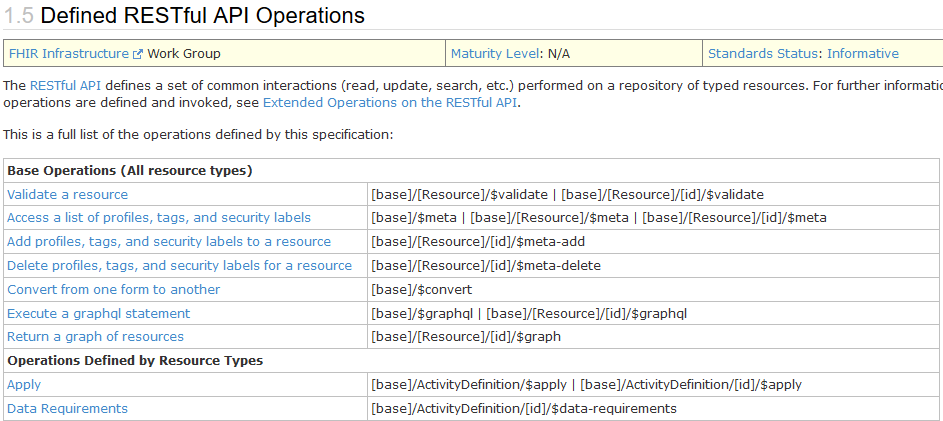 1.5 Defined RESTful API Operations
FHIR Infrastructure Work Group Maturity Level: N/A Standards Status: Informative
The RESTful API defines a set of common interactions (read, update, search, etc.) performed on a repository of typed resources. For further
operations are defined and invoked, see Extended Operations on the RESTful API.
This is a full list of the operations defined by this specification:
Base Operations (All resource types)
Validate a resource [base]/[Resource]/$validate | [base]/[Resource]/[id]/$validate
Access a list of profiles, tags, and security labels [base]/$meta | [base]/[Resource]/$meta | [base]/[Resource]/[id]/$meta
Add profiles, tags, and security labels to a resource [base]/[Resource]/[id]/$meta-add
Delete profiles, tags, and security labels for a resource [base]/[Resource]/[id]/$meta-delete
Convert from one form to another [base]/$convert
Execute a graphql statement [base]/$graphql | [base]/[Resource]/[id]/$graphql
Return a graph of resources [base]/[Resource]/[id]/$graph
Operations Defined by Resource Types
Apply [base]/ActivityDefinition/$apply | [base]/ActivityDefinition/[id]/$apply
Data Requirements [base]/ActivityDefinition/[id]/$data-requirements